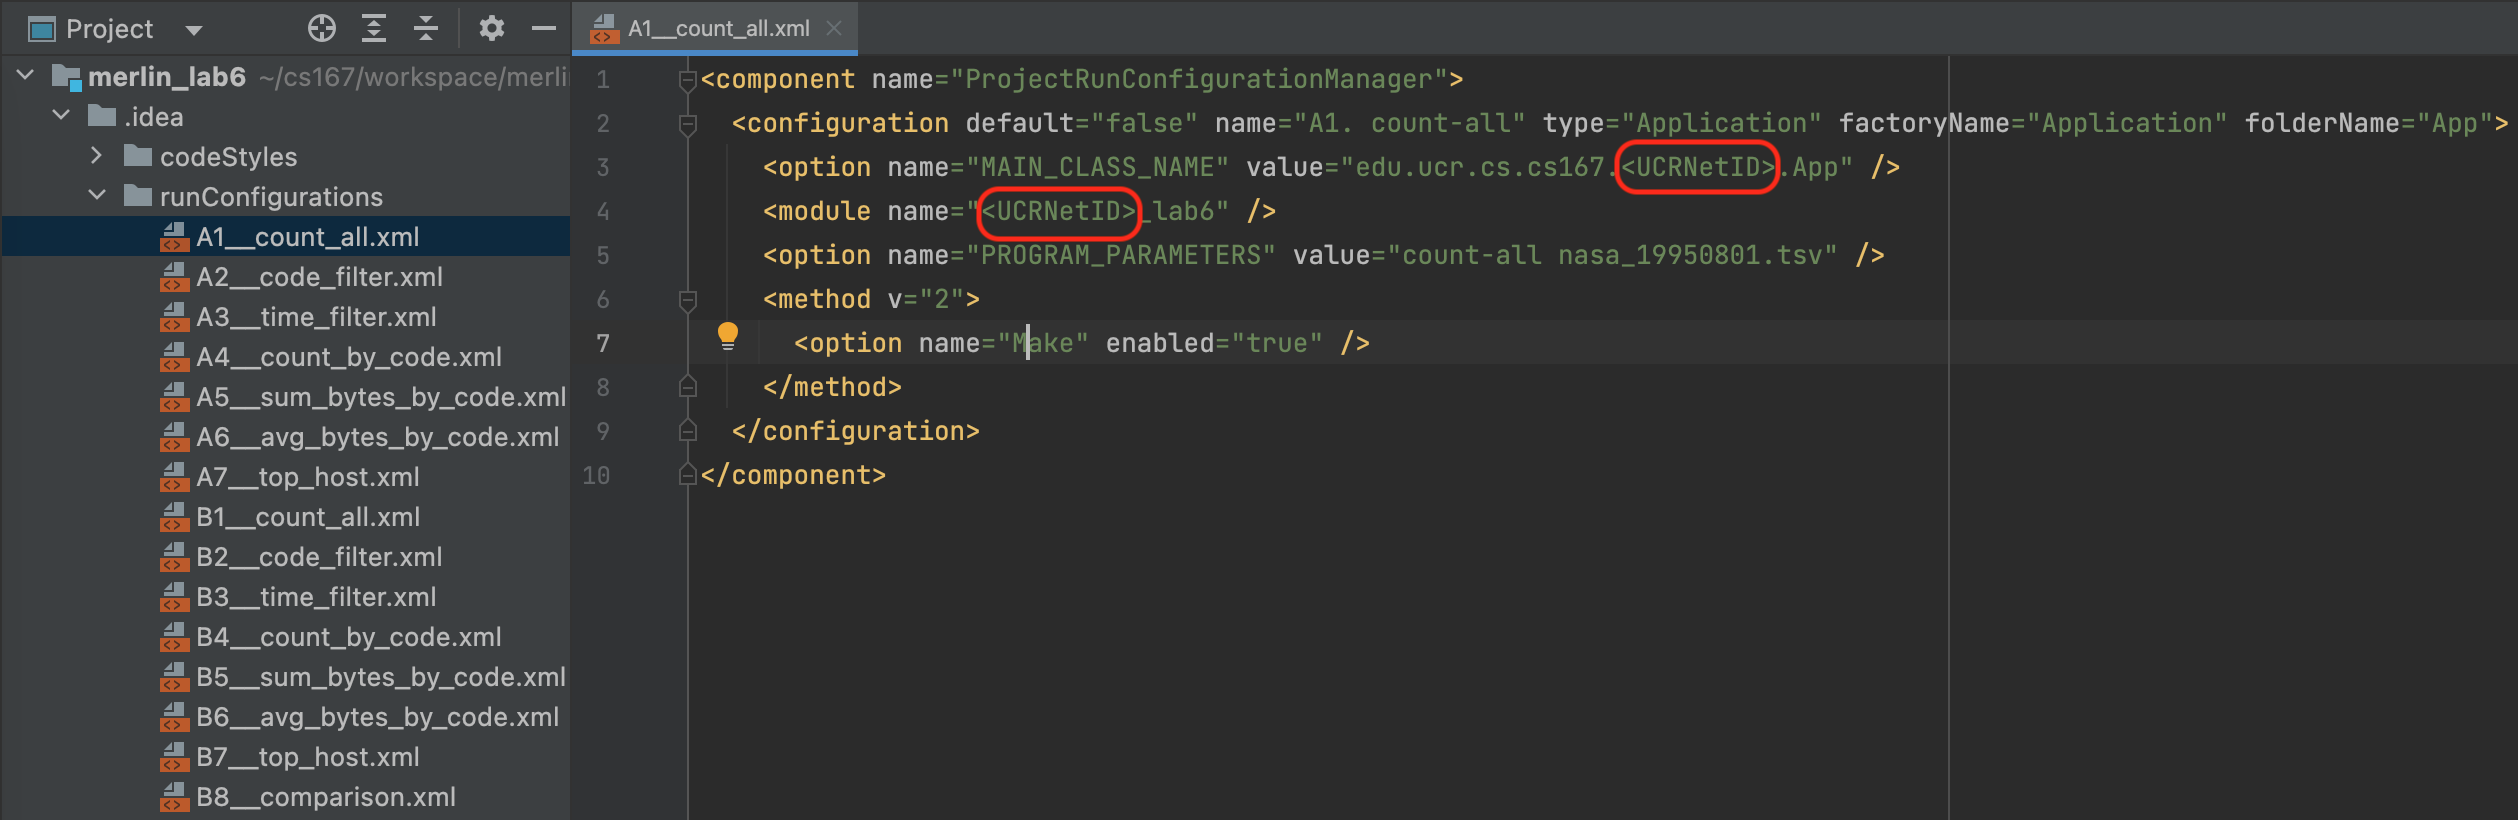 Project
merlin_lab6 ~/cs167/workspace/merli
.idea
codeStyles
runConfigurations
A1__count_all.xml
A2__code_filter.xml
A3__time_filter.xml
A4__count_by_code.xml
A5__sum_bytes_by_code.xml
A6__avg_bytes_by_code.xml
A7__top_host.xml
B1__count_all.xml
B2__code_filter.xml
B3__time_filter.xml
B4__count_by_code.xml
B5__sum_bytes_by_code.xml
B6__avg_bytes_by_code.xml
B7__top_host.xml
B8__comparison.xml
A1__count_all.xml
1 <component name="ProjectRunConfigurationManager">
2 <configuration default="false" name="A1. count-all" type="Application" factoryName="Application" folderName="App">
3 <option name="MAIN_CLASS_NAME" value="edu.ucr.cs.cs167.<UCRNetID>.App" />
4 <module name="<UCRNetID>_lab6" />
5 <option name="PROGRAM_PARAMETERS" value="count-all nasa_19950801.tsv" />
6 <method v="2">
7 <option name="Make" enabled="true" />
8 </method>
9 </configuration>
10 </component>